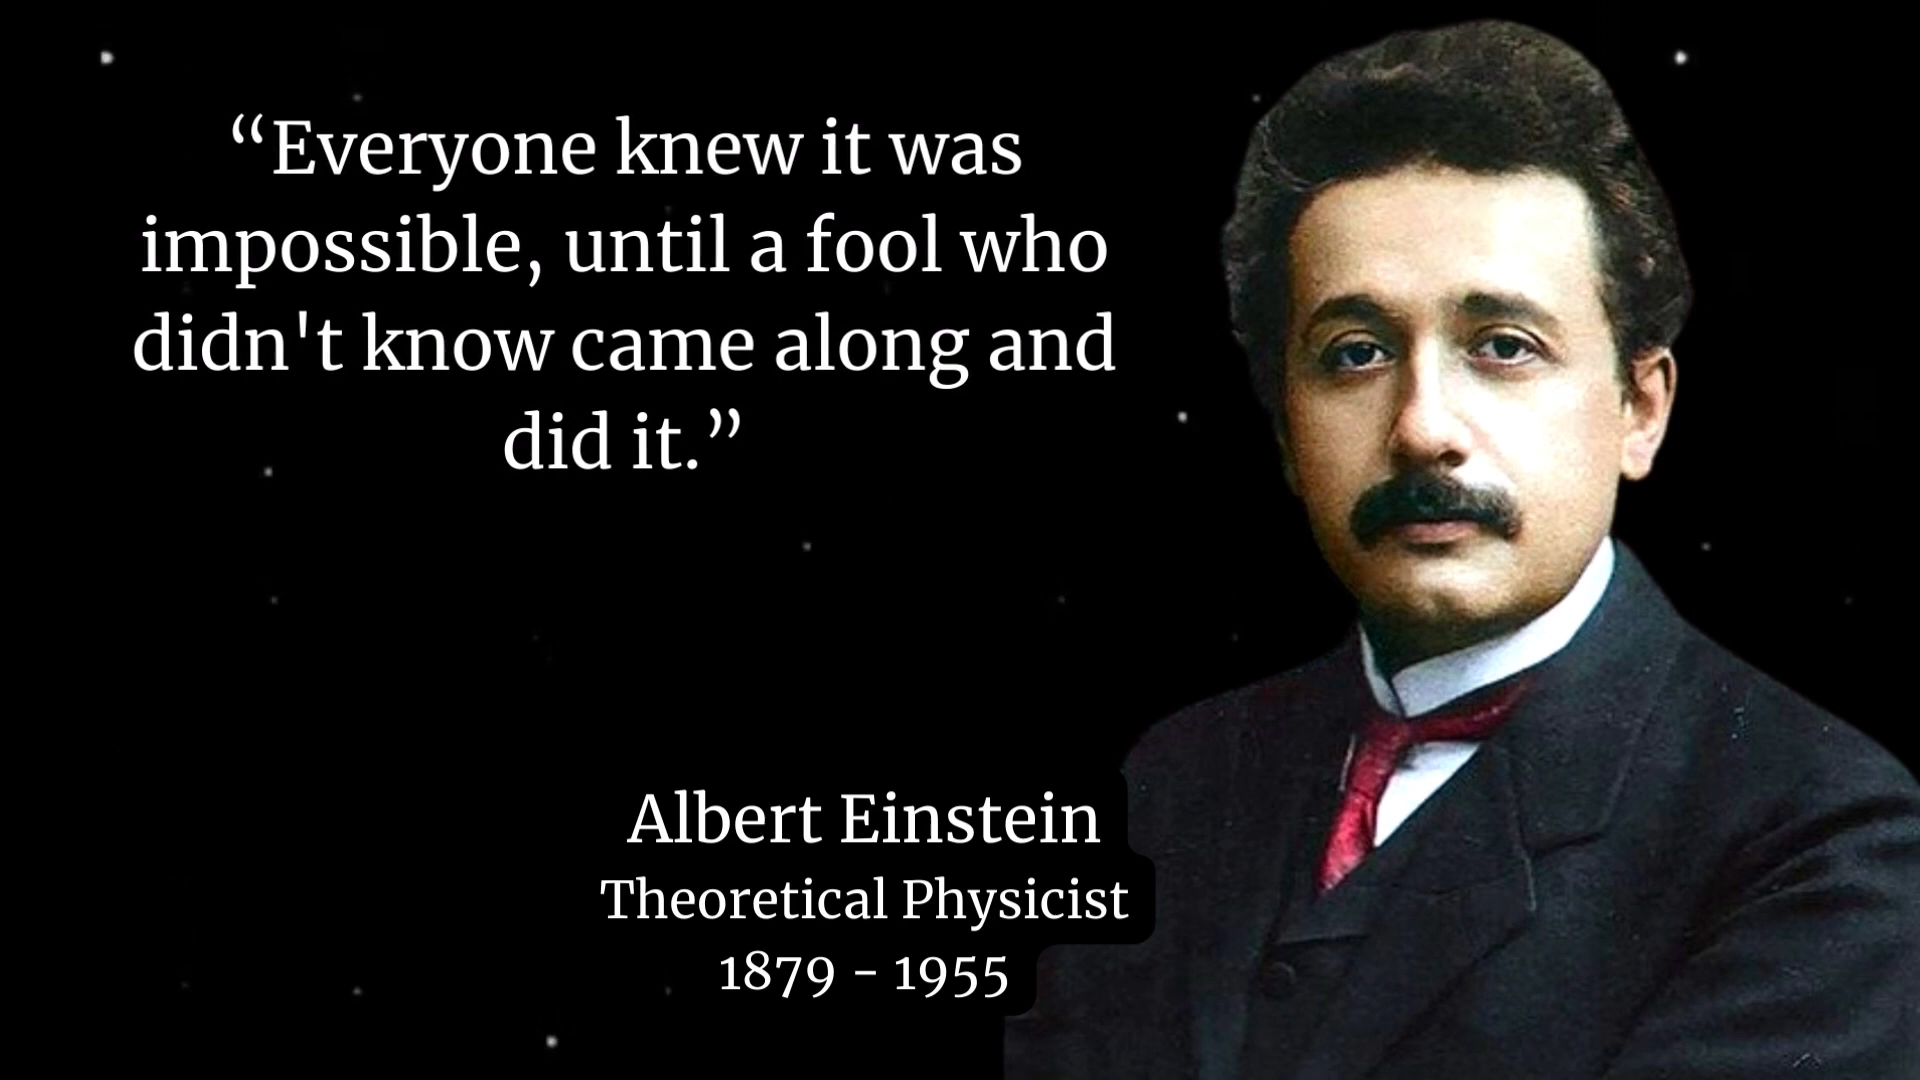 “Everyone knew it was
impossible, until a fool who
didn't know came along and
did it.”
Albert Einstein
Theoretical Physicist
1879 - 1955